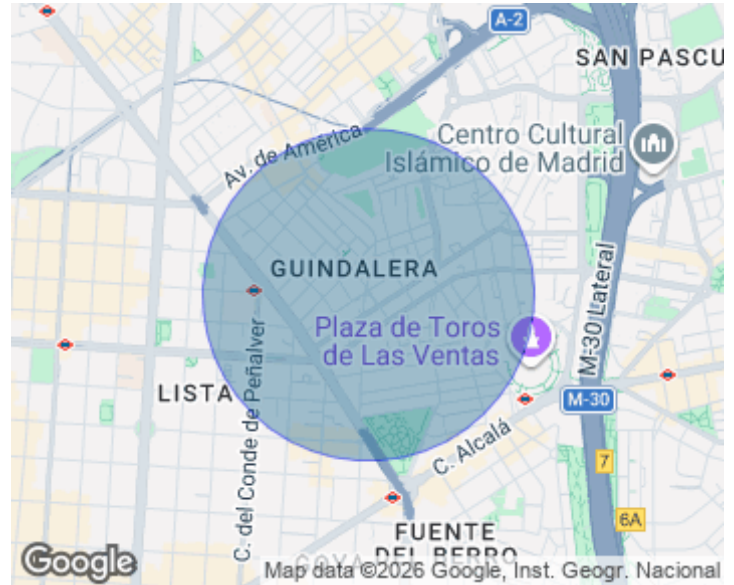 A-2
SAN PASCU
Av. de América
Centro Cultural
Islámico de Madrid
GUINDALERA
M-30 Lateral
Plaza de Toros
de Las Ventas
C. del Conde de Peñalver
LISTA
M-30
C. Alcalá
7
6A
FUENTE
DEL BERRO
GOYA
Google
Map data ©2026 Google, Inst. Geogr. Nacional